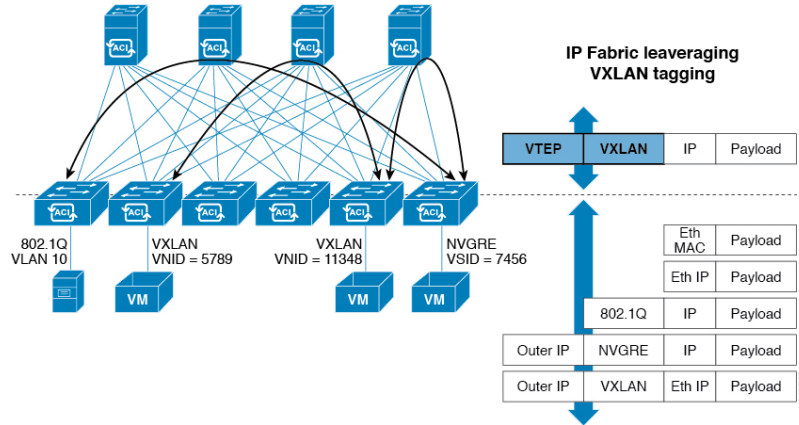 ACI ACI ACI ACI
IP Fabric leaveraging
VXLAN tagging
VTEP VXLAN IP Payload
ACI ACI ACI ACI ACI ACI
802.1Q
VLAN 10
VXLAN
VNID = 5789
VXLAN
VNID = 11348
NVGRE
VSID = 7456
VM VM VM
Eth
MAC Payload
Eth IP Payload
802.1Q IP Payload
Outer IP NVGRE IP Payload
Outer IP VXLAN Eth IP Payload